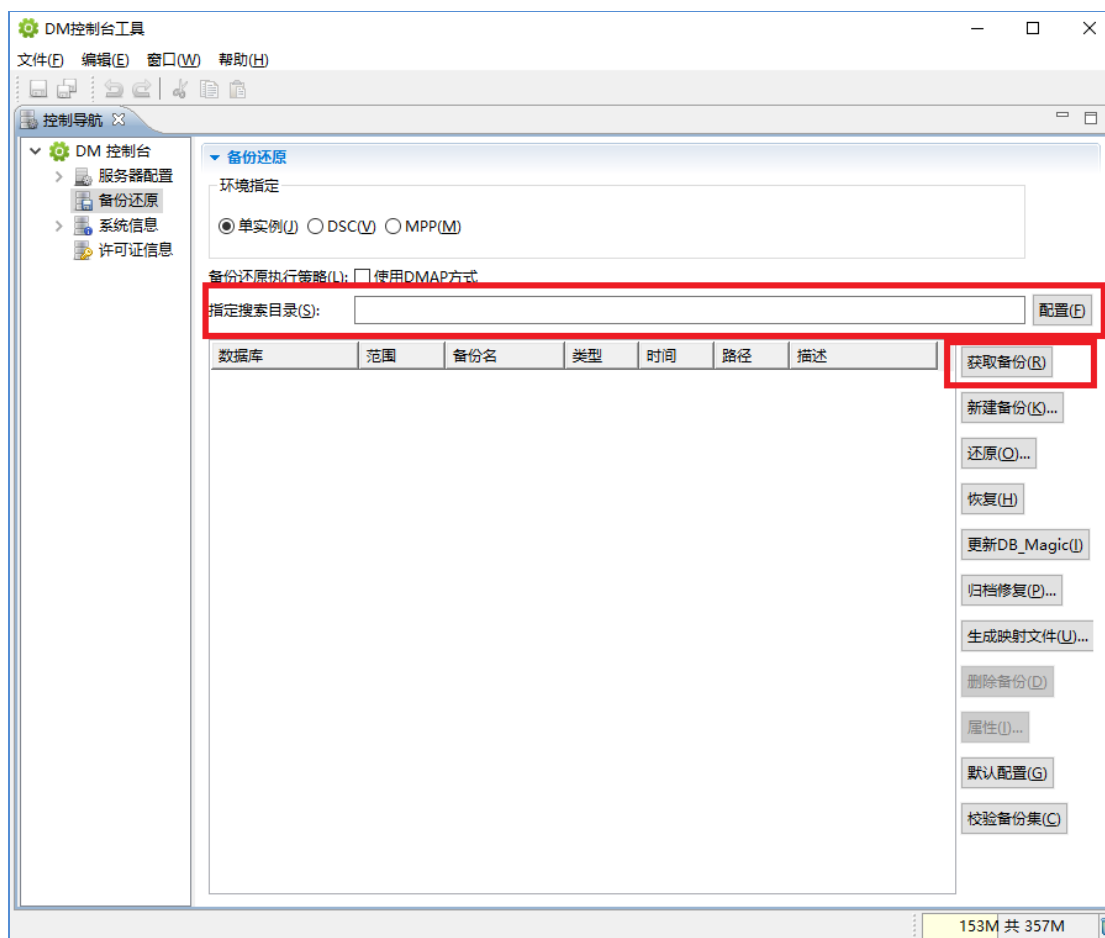 DM控制台工具
文件(F) 编辑(E) 窗口(W) 帮助(H)
控制导航
DM 控制台
服务器配置
备份还原
系统信息
许可证信息
备份还原
环境指定
单实例(J) DSC(V) MPP(M)
备份还原执行策略(L): 使用DMAP方式
指定搜索目录(S): 配置(F)
数据库 范围 备份名 类型 时间 路径 描述
获取备份(R)
新建备份(K)...
还原(O)...
恢复(H)
更新DB_Magic(I)
归档修复(P)...
生成映射文件(U)...
删除备份(D)
属性(I)...
默认配置(G)
校验备份集(C)
153M 共 357M